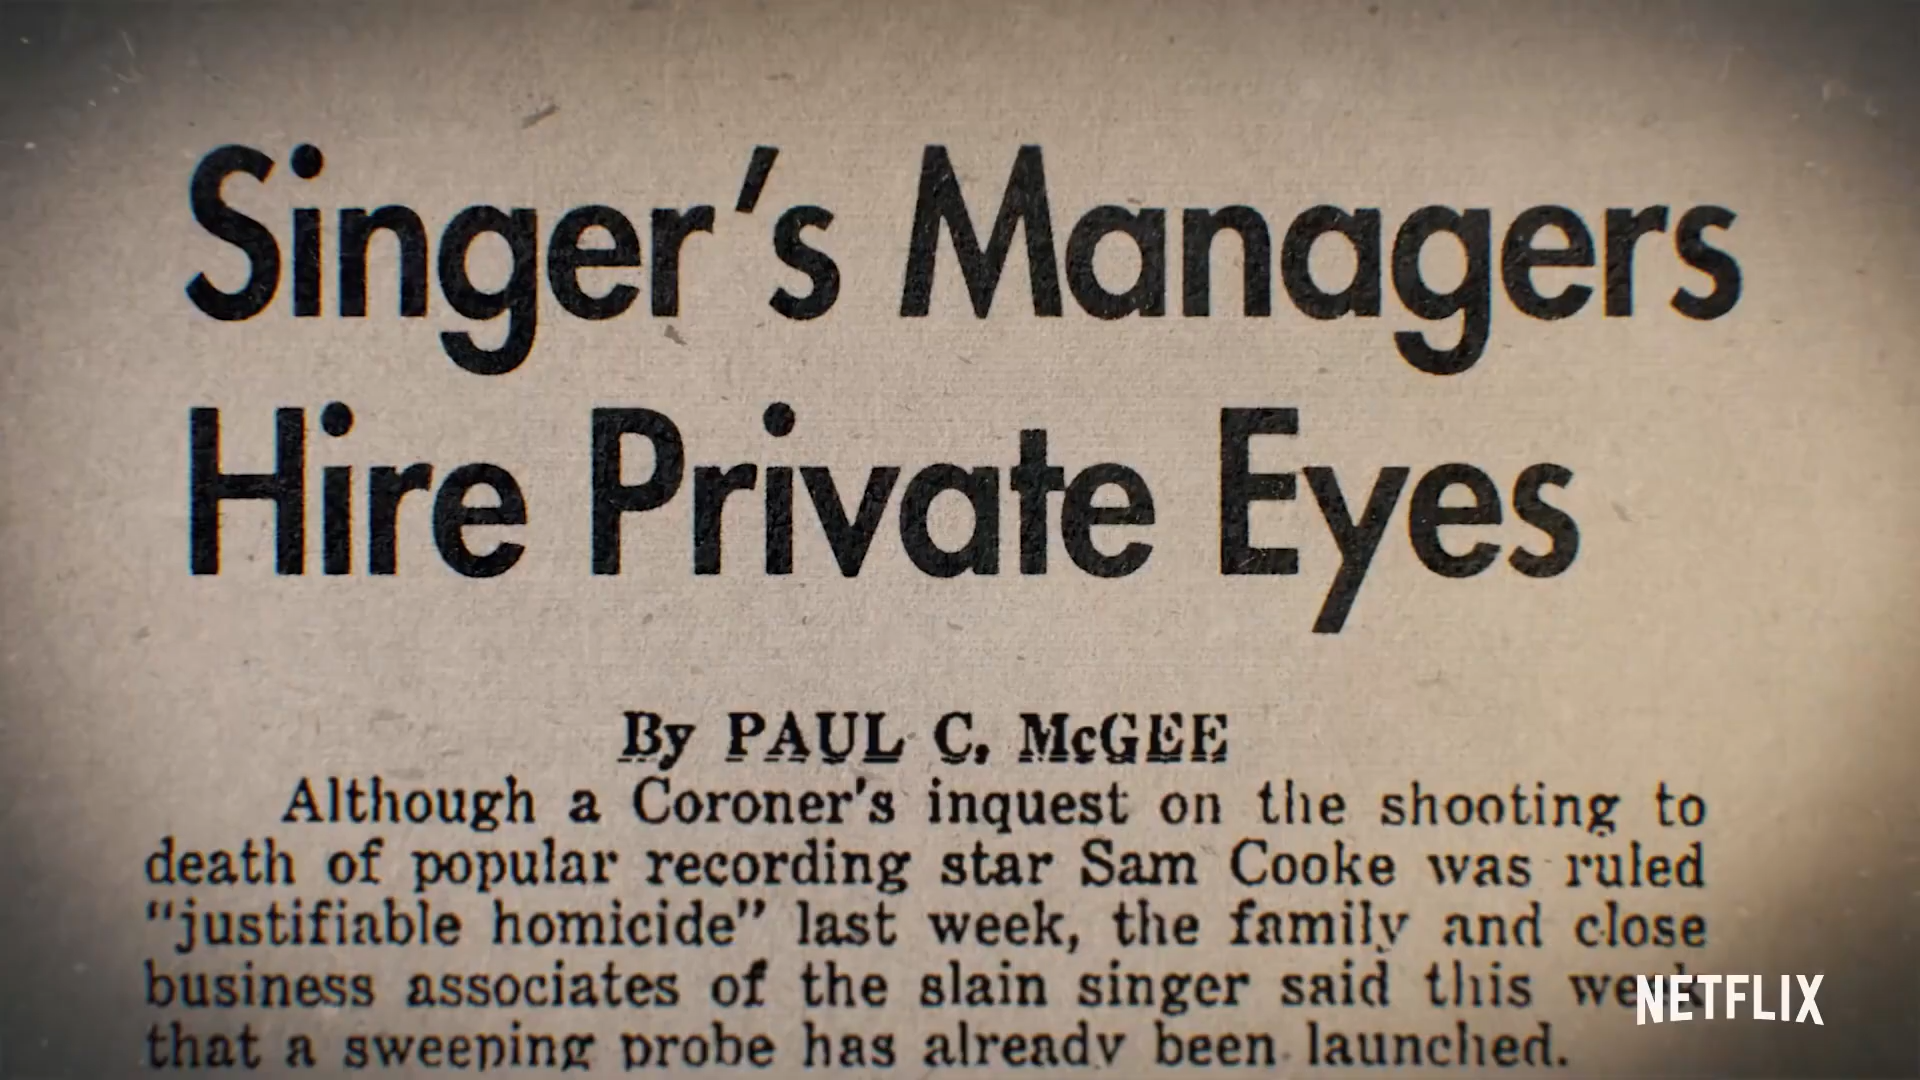 Singer's Managers
Hire Private Eyes
By PAUL C. McGEE
Although a Coroner's inquest on the shooting to
death of popular recording star Sam Cooke was ruled
"justifiable homicide" last week, the family and close
business associates of the slain singer said this week
that a sweeping probe has already been launched.
NETFLIX